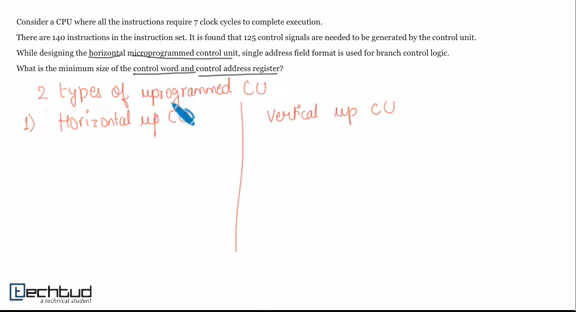 Consider a CPU where all the instructions require 7 clock cycles to complete execution.
There are 140 instructions in the instruction set. It is found that 125 control signals are needed to be generated by the control unit.
While designing the horizontal microprogrammed control unit, single address field format is used for branch control logic.
What is the minimum size of the control word and control address register?
2 types of uprogrammed CU
1) Horizontal up CU
Vertical up CU
techtud
a technical student